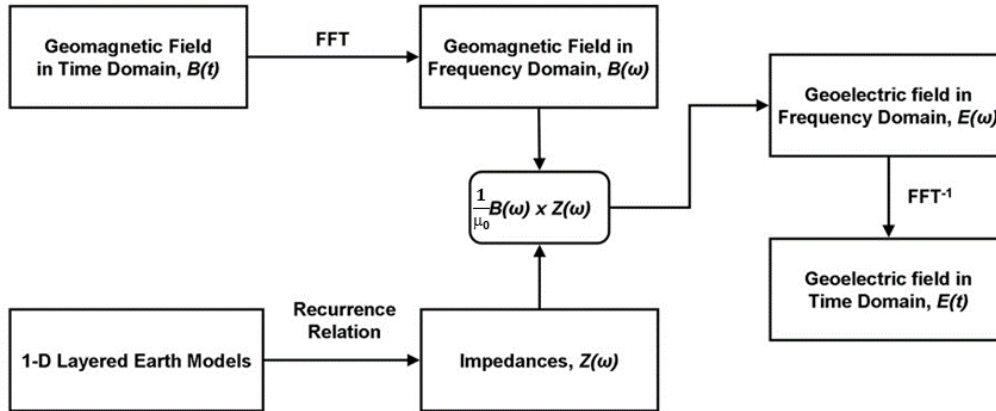 Geomagnetic Field
in Time Domain, B(t)
FFT
Geomagnetic Field in
Frequency Domain, B(ω)
Geoelectric field in
Frequency Domain, E(ω)
1/μ₀ B(ω) x Z(ω)
FFT⁻¹
Geoelectric field in
Time Domain, E(t)
1-D Layered Earth Models
Recurrence
Relation
Impedances, Z(ω)